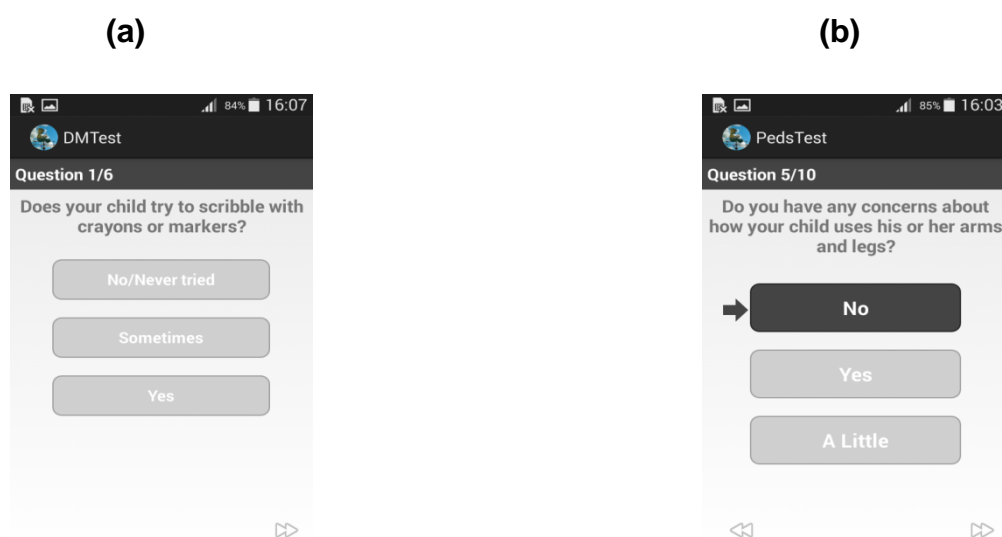 (a)
84% 16:07
DMTest
Question 1/6
Does your child try to scribble with
crayons or markers?
No/Never tried
Sometimes
Yes
(b)
85% 16:03
PedsTest
Question 5/10
Do you have any concerns about
how your child uses his or her arms
and legs?
No
Yes
A Little